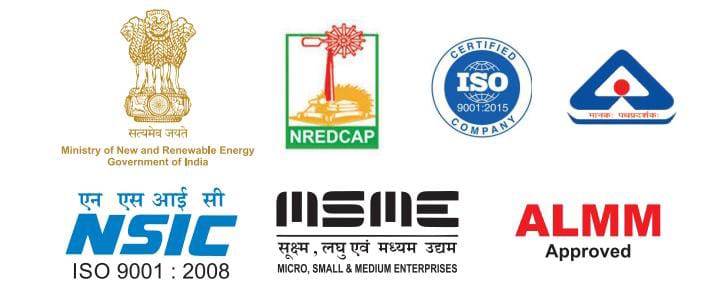 सत्यमेव जयते
Ministry of New and Renewable Energy
Government of India
NREDCAP
CERTIFIED
ISO
9001:2015
COMPANY
मानकः पथप्रदर्शकः
एन एस आई सी
NSIC
ISO 9001 : 2008
MSME
सूक्ष्म , लघु एवं मध्यम उद्यम
MICRO, SMALL & MEDIUM ENTERPRISES
ALMM
Approved